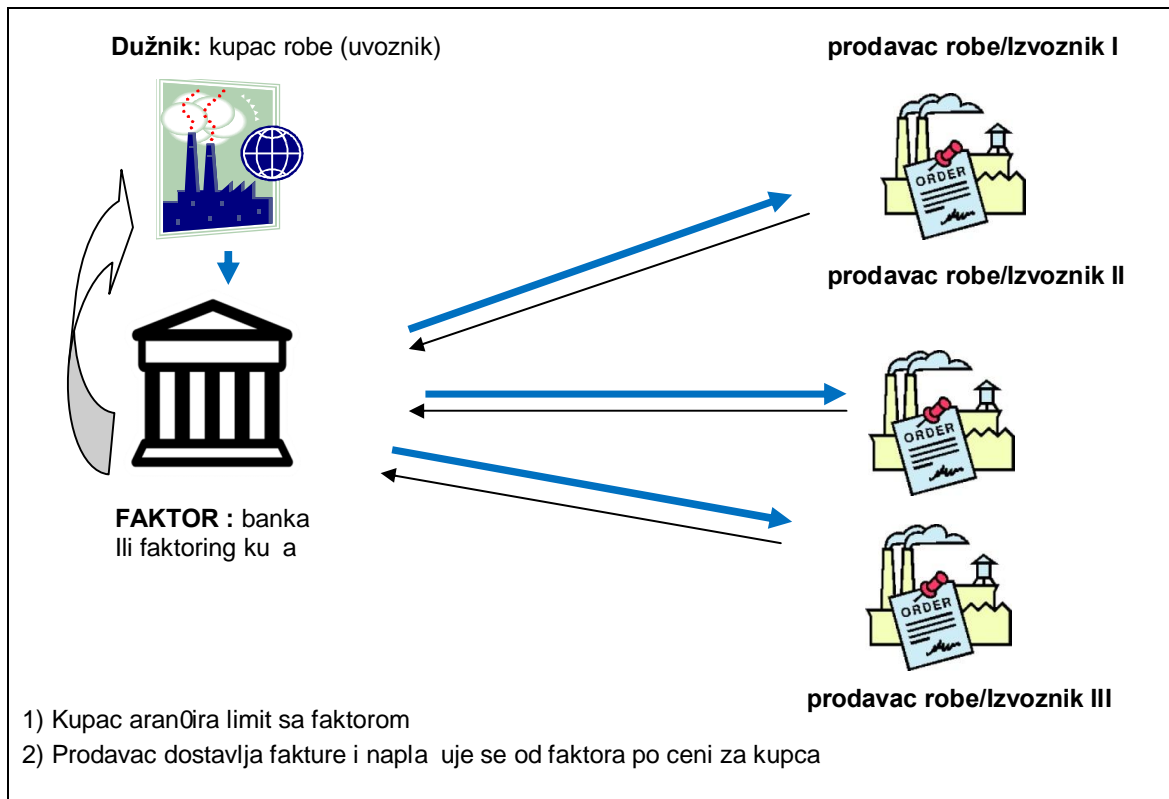 Dužnik: kupac robe (uvoznik)
prodavac robe/Izvoznik I
ORDER
prodavac robe/Izvoznik II
ORDER
FAKTOR : banka
Ili faktoring ku a
ORDER
prodavac robe/Izvoznik III
1) Kupac aran0ira limit sa faktorom
2) Prodavac dostavlja fakture i napla uje se od faktora po ceni za kupca